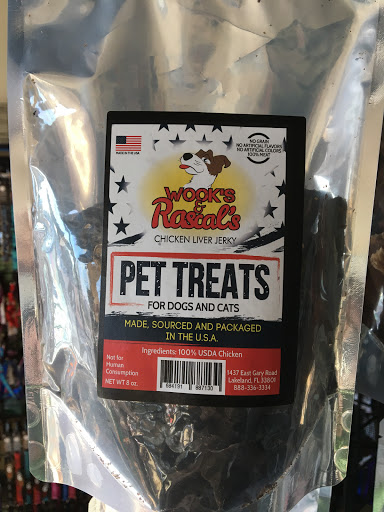 MADE IN THE USA
NO GRAIN
NO ARTIFICIAL FLAVORS
NO ARTIFICIAL COLORS
100% MEAT
WOOK'S
&
Rascal's
CHICKEN LIVER JERKY
PET TREATS
FOR DOGS AND CATS
MADE, SOURCED AND PACKAGED
IN THE U.S.A.
Ingredients: 100% USDA Chicken
Not for
Human
Consumption
NET WT 8 oz.
1437 East Gary Road
Lakeland, FL 33801
888-336-3334